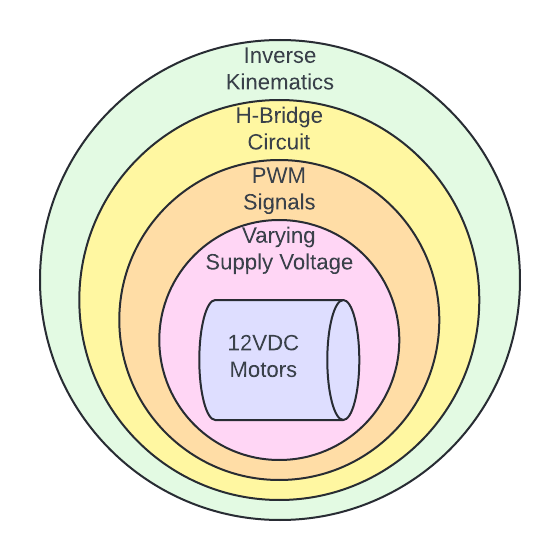 Inverse
Kinematics
H-Bridge
Circuit
PWM
Signals
Varying
Supply Voltage
12VDC
Motors